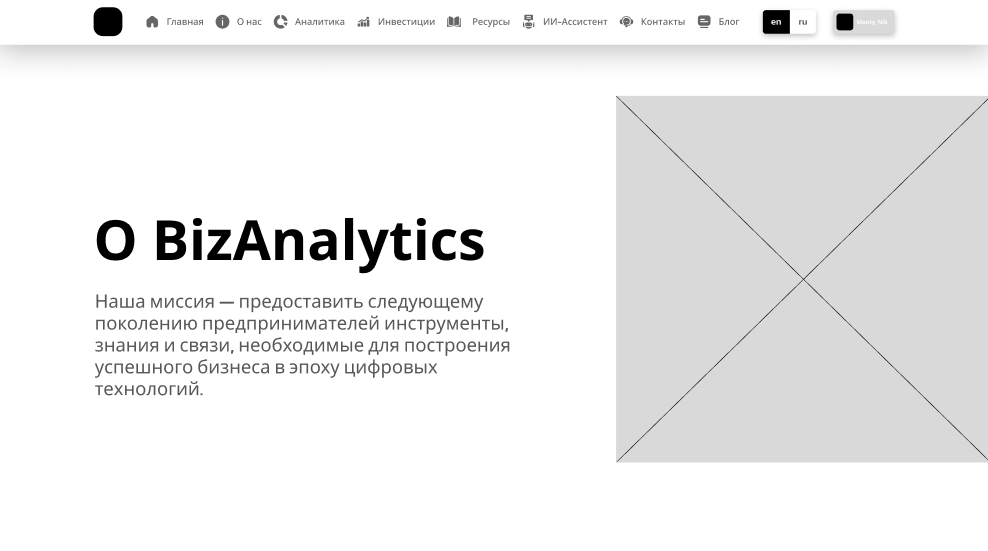 Главная
О нас
Аналитика
Инвестиции
Ресурсы
ИИ-Ассистент
Контакты
Блог
en
ru
О BizAnalytics
Наша миссия — предоставить следующему
поколению предпринимателей инструменты,
знания и связи, необходимые для построения
успешного бизнеса в эпоху цифровых
технологий.